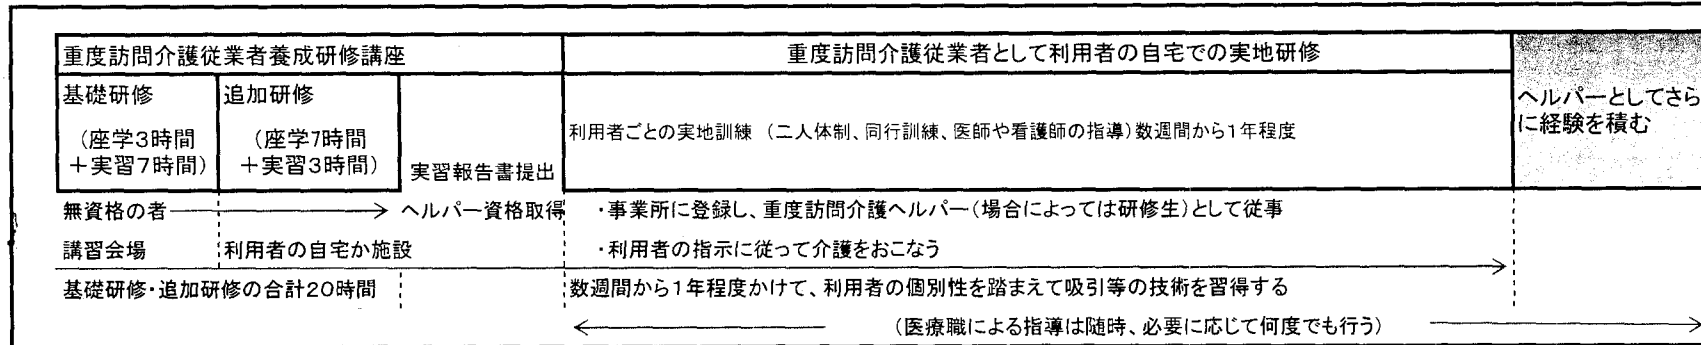 重度訪問介護従業者養成研修講座
重度訪問介護従業者として利用者の自宅での実地研修
基礎研修
(座学3時間
+実習7時間)
追加研修
(座学7時間
+実習3時間)
実習報告書提出
利用者ごとの実地訓練 (二人体制、同行訓練、医師や看護師の指導)数週間から1年程度
ヘルパーとしてさら
に経験を積む
無資格の者
ヘルパー資格取得
・事業所に登録し、重度訪問介護ヘルパー(場合によっては研修生)として従事
講習会場
利用者の自宅か施設
・利用者の指示に従って介護をおこなう
基礎研修・追加研修の合計20時間
数週間から1年程度かけて、利用者の個別性を踏まえて吸引等の技術を習得する
(医療職による指導は随時、必要に応じて何度でも行う)